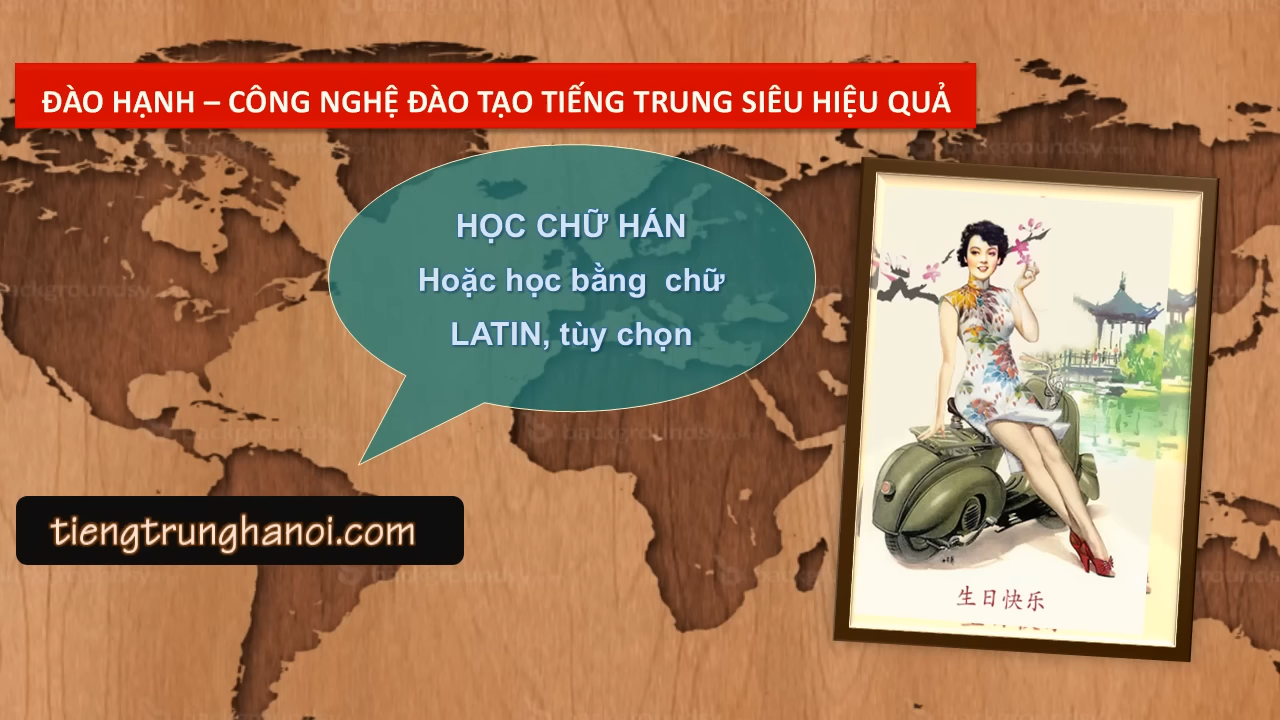 ĐÀO HẠNH – CÔNG NGHỆ ĐÀO TẠO TIẾNG TRUNG SIÊU HIỆU QUẢ
HỌC CHỮ HÁN
Hoặc học bằng chữ
LATIN, tùy chọn
tiengtrunghanoi.com
生日快乐